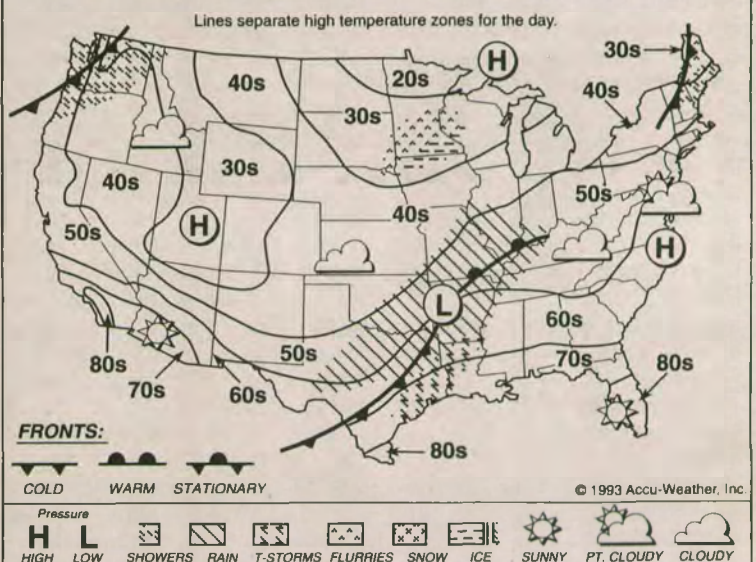 Lines separate high temperature zones for the day.
30s
H
40s
20s
40s
30s
30s
40s
50s
40s
H
50s
H
L
60s
50s
70s
80s
80s
70s
60s
80s
FRONTS:
COLD WARM STATIONARY
© 1993 Accu-Weather, Inc.
Pressure
H L
HIGH LOW SHOWERS RAIN T-STORMS FLURRIES SNOW ICE SUNNY PT. CLOUDY CLOUDY